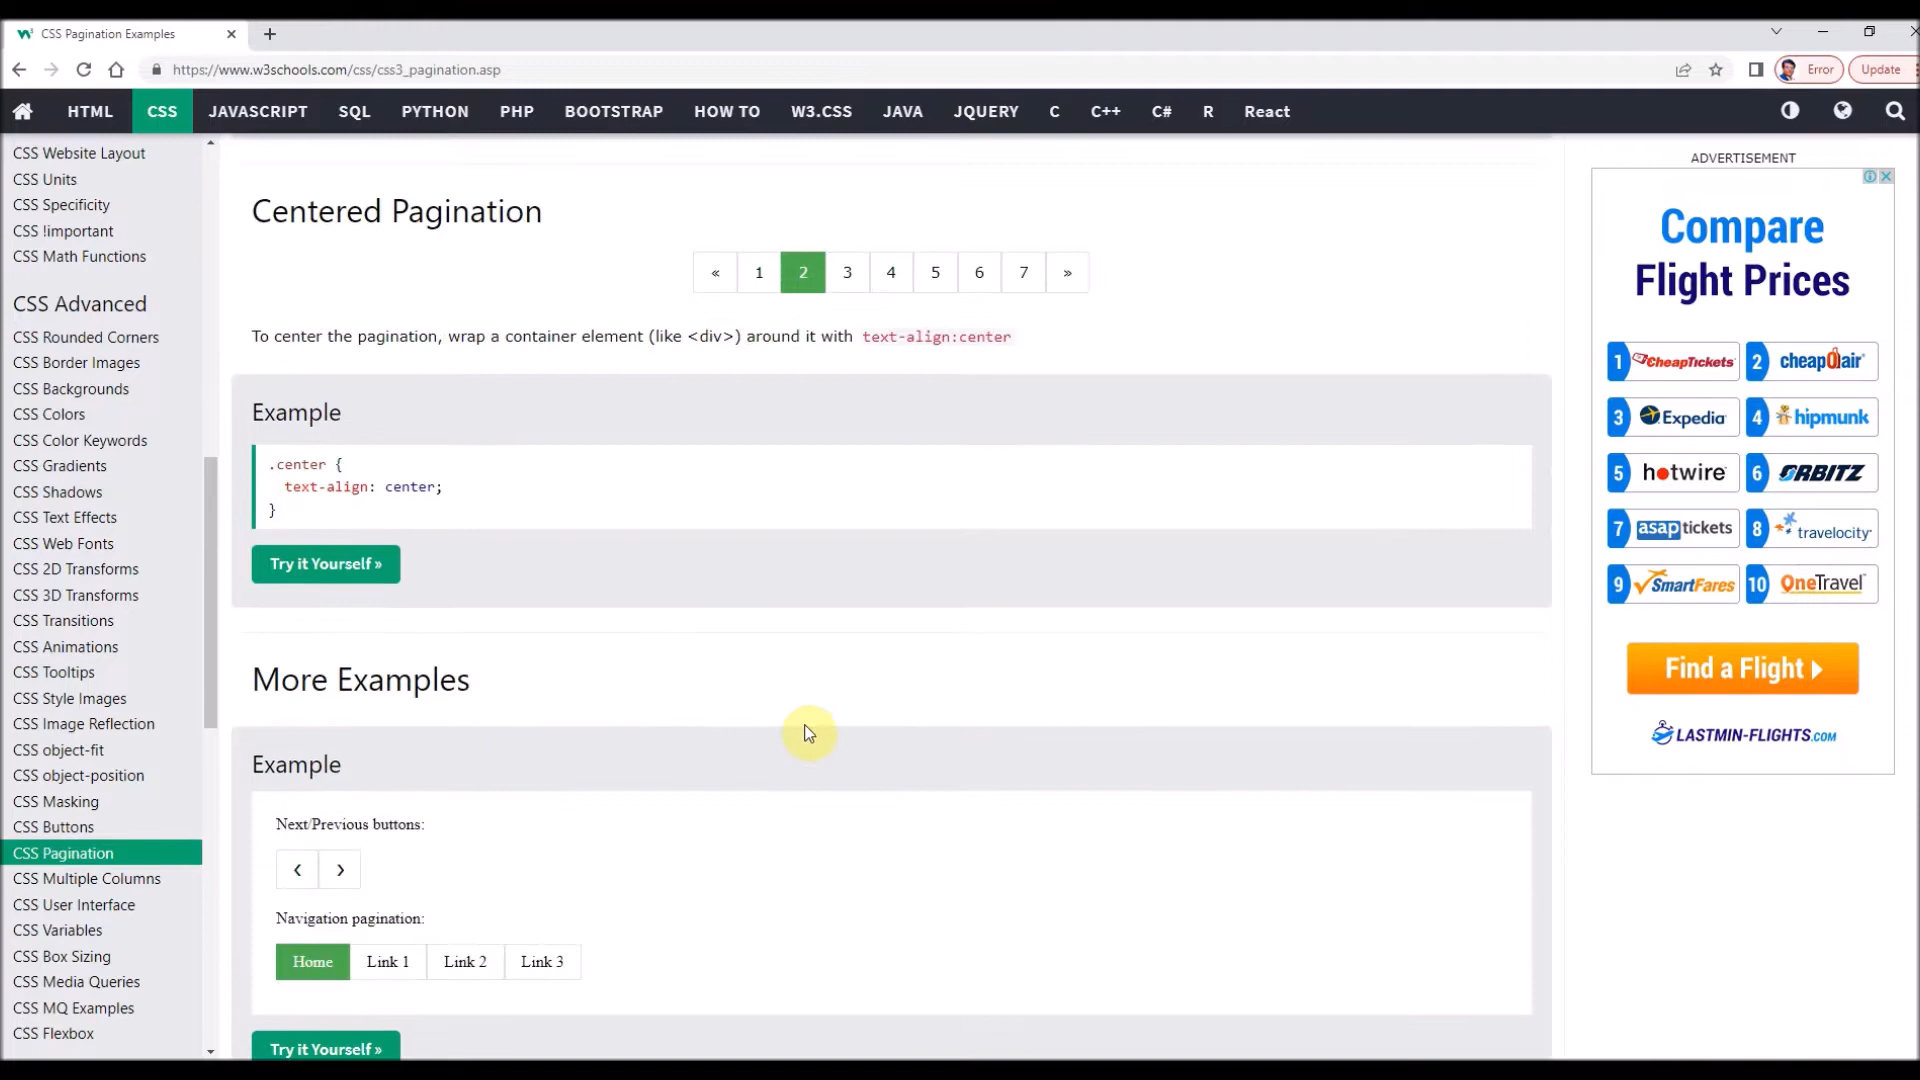 CSS Pagination Examples
https://www.w3schools.com/css/css3_pagination.asp
Error
Update
HTML
CSS
JAVASCRIPT
SQL
PYTHON
PHP
BOOTSTRAP
HOW TO
W3.CSS
JAVA
JQUERY
C
C++
C#
R
React
CSS Website Layout
CSS Units
CSS Specificity
CSS !important
CSS Math Functions
CSS Advanced
CSS Rounded Corners
CSS Border Images
CSS Backgrounds
CSS Colors
CSS Color Keywords
CSS Gradients
CSS Shadows
CSS Text Effects
CSS Web Fonts
CSS 2D Transforms
CSS 3D Transforms
CSS Transitions
CSS Animations
CSS Tooltips
CSS Style Images
CSS Image Reflection
CSS object-fit
CSS object-position
CSS Masking
CSS Buttons
CSS Pagination
CSS Multiple Columns
CSS User Interface
CSS Variables
CSS Box Sizing
CSS Media Queries
CSS MQ Examples
CSS Flexbox
Centered Pagination
« 1 2 3 4 5 6 7 »
To center the pagination, wrap a container element (like <div>) around it with text-align:center
Example
.center {
text-align: center;
}
Try it Yourself »
More Examples
Example
Next/Previous buttons:
‹ ›
Navigation pagination:
Home Link 1 Link 2 Link 3
Try it Yourself »
ADVERTISEMENT
Compare
Flight Prices
1 CheapTickets 2 cheapOair
3 Expedia 4 hipmunk
5 hotwire 6 ORBITZ
7 asaptickets 8 travelocity
9 SmartFares 10 OneTravel
Find a Flight
LASTMIN-FLIGHTS.COM